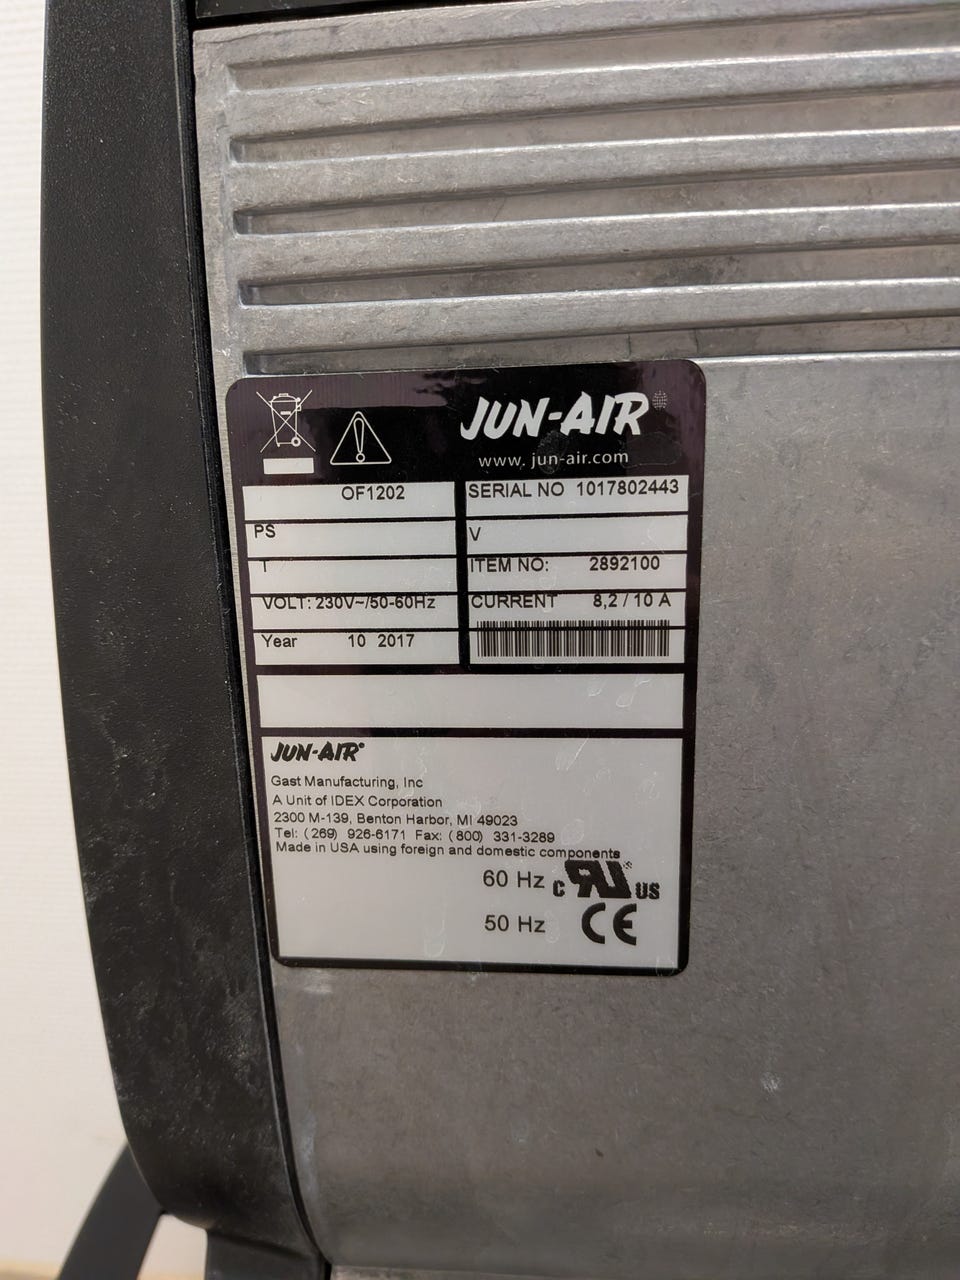 JUN-AIR
www.jun-air.com
OF1202
SERIAL NO 1017802443
PS
V
T
ITEM NO: 2892100
VOLT: 230V~/50-60Hz
CURRENT 8,2 / 10 A
Year 10 2017
JUN-AIR®
Gast Manufacturing, Inc
A Unit of IDEX Corporation
2300 M-139, Benton Harbor, MI 49023
Tel: (269) 926-6171 Fax: (800) 331-3289
Made in USA using foreign and domestic components
60 Hz c RU® US
50 Hz CE